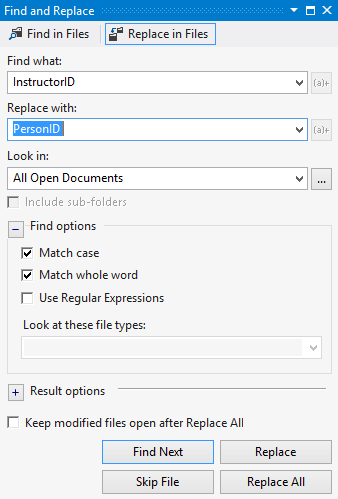 Find and Replace
Find in Files Replace in Files
Find what:
InstructorID
(a)+
Replace with:
PersonID
(a)+
Look in:
All Open Documents
...
Include sub-folders
Find options
Match case
Match whole word
Use Regular Expressions
Look at these file types:
Result options
Keep modified files open after Replace All
Find Next Replace
Skip File Replace All